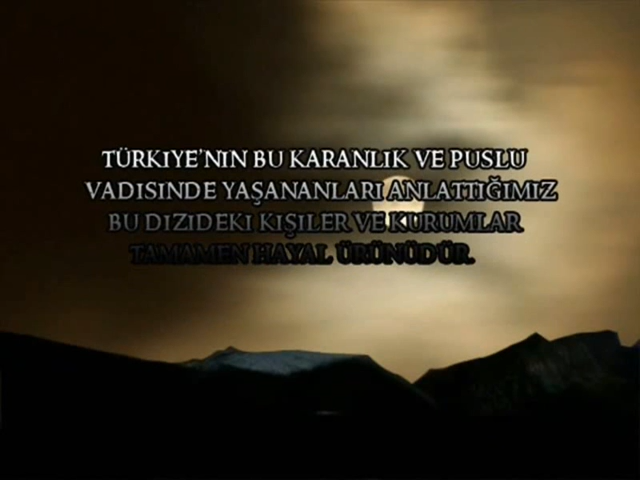 TÜRKIYE'NIN BU KARANLIK VE PUSLU
VADISINDE YAŞANANLARI ANLATTIĞIMIZ
BU DIZIDEKI KIŞILER VE KURUMLAR
TAMAMEN HAYAL ÜRÜNÜDÜR.